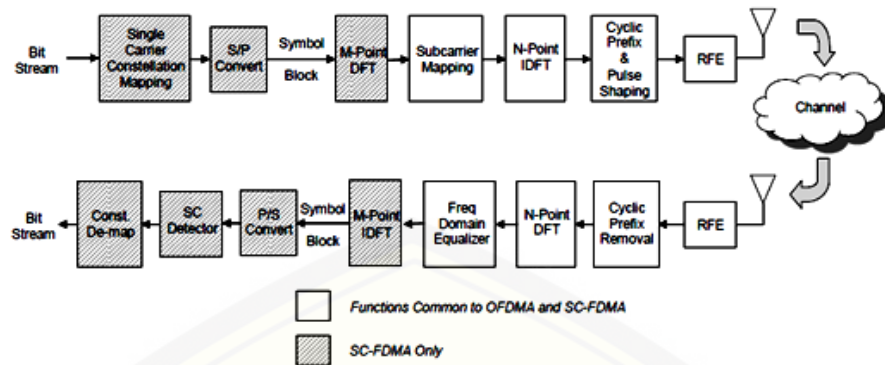 Bit
Stream
Single
Carrier
Constellation
Mapping
S/P
Convert
Symbol
Block
M-Point
DFT
Subcarrier
Mapping
N-Point
IDFT
Cyclic
Prefix
&
Pulse
Shaping
RFE
Channel
Bit
Stream
Const.
De-map
SC
Detector
P/S
Convert
Symbol
Block
M-Point
IDFT
Freq
Domain
Equalizer
N-Point
DFT
Cyclic
Prefix
Removal
RFE
Functions Common to OFDMA and SC-FDMA
SC-FDMA Only